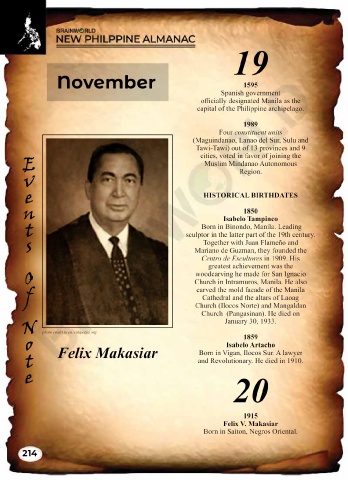 BRAINWORLD
NEW PHILPPINE ALMANAC
November
Events Of Note
Felix Makasiar
19
1595
Spanish government
officially designated Manila as the
capital of the Philippine archipelago.
1989
Four constituent units
(Maguindanao, Lanao del Sur, Sulu and
Tawi-Tawi) out of 13 provinces and 9
cities, voted in favor of joining the
Muslim Mindanao Autonomous
Region.
HISTORICAL BIRTHDATES
1850
Isabelo Tampinco
Born in Binondo, Manila. Leading
sculptor in the latter part of the 19th century.
Together with Juan Flameño and
Mariano de Guzman, they founded the
Centro de Escultores in 1909. His
greatest achievement was the
woodcarving he made for San Ignacio
Church in Intramuros, Manila. He also
carved the mold facade of the Manila
Cathedral and the altars of Laoag
Church (Ilocos Norte) and Mangaldan
Church (Pangasinan). He died on
January 30, 1933.
1859
Isabelo Artacho
Born in Vigan, Ilocos Sur. A lawyer
and Revolutionary. He died in 1910.
20
1915
Felix V. Makasiar
Born in Saiton, Negros Oriental.
214